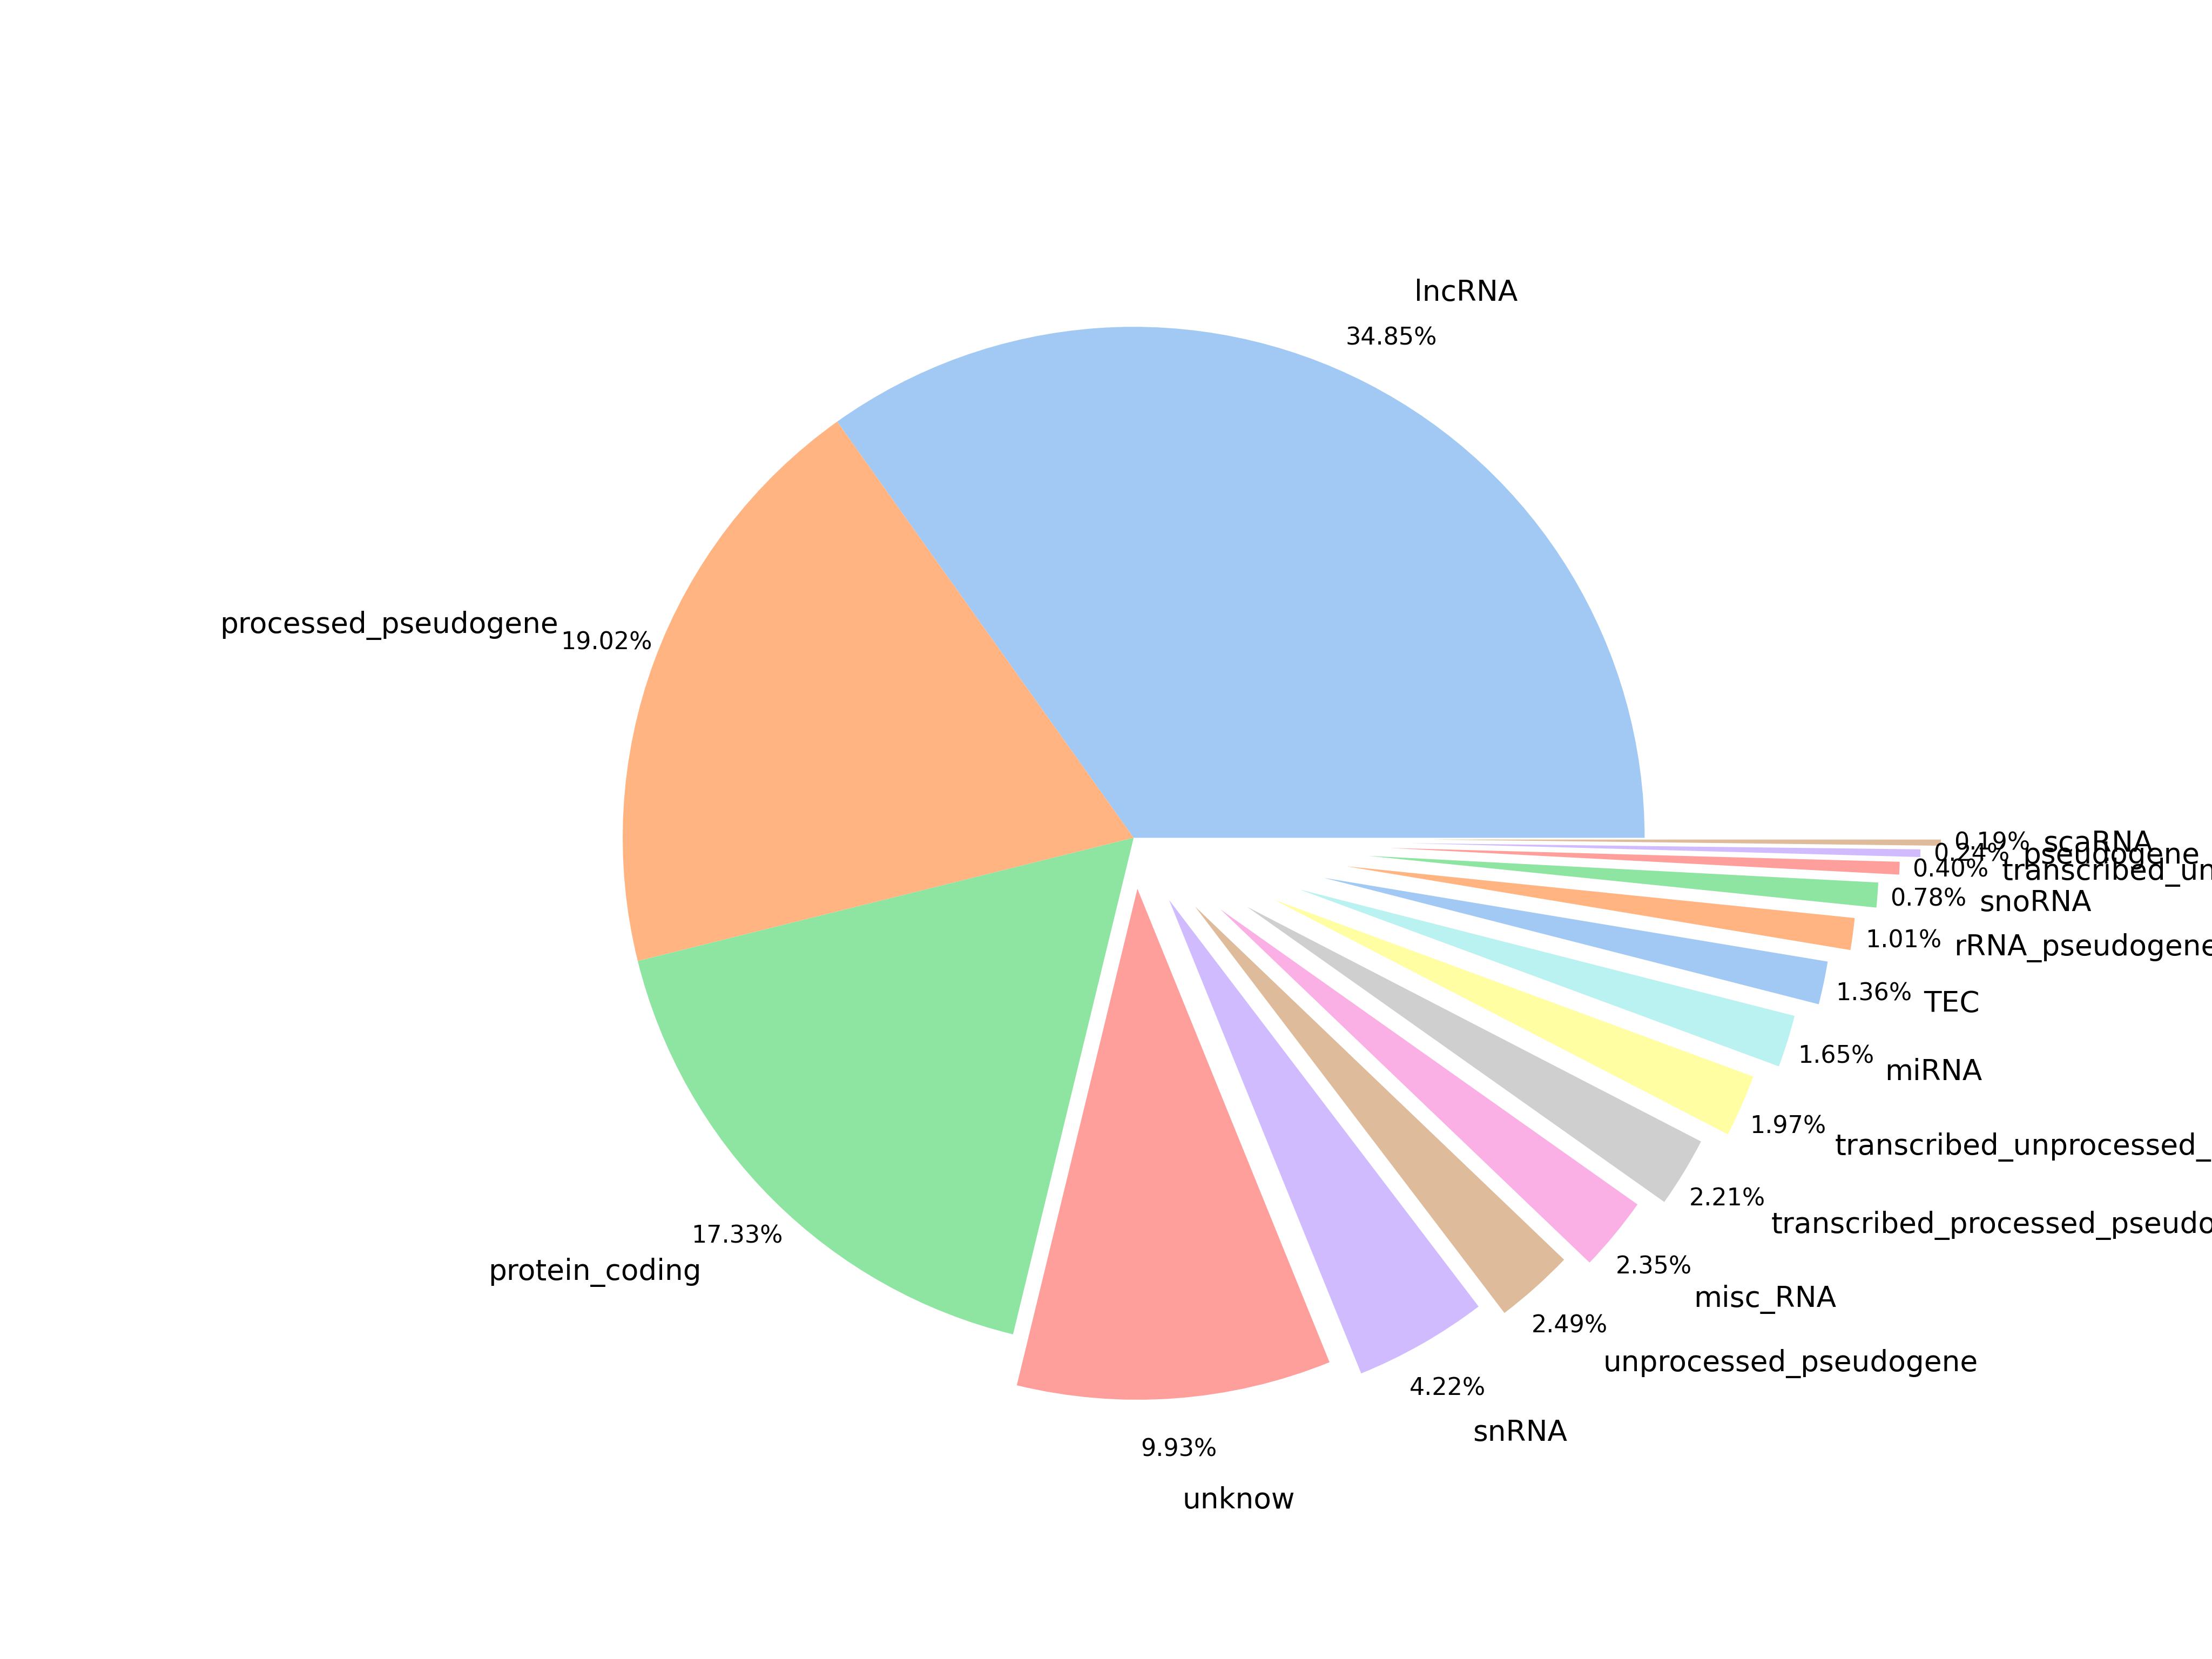 lncRNA
34.85%
processed_pseudogene
19.02%
protein_coding
17.33%
unknow
9.93%
snRNA
4.22%
unprocessed_pseudogene
2.49%
misc_RNA
2.35%
transcribed_processed_pseudo
2.21%
transcribed_unprocessed_
1.97%
miRNA
1.65%
TEC
1.36%
rRNA_pseudogene
1.01%
snoRNA
0.78%
transcribed_un
0.40%
pseudogene
0.24%
scaRNA
0.19%